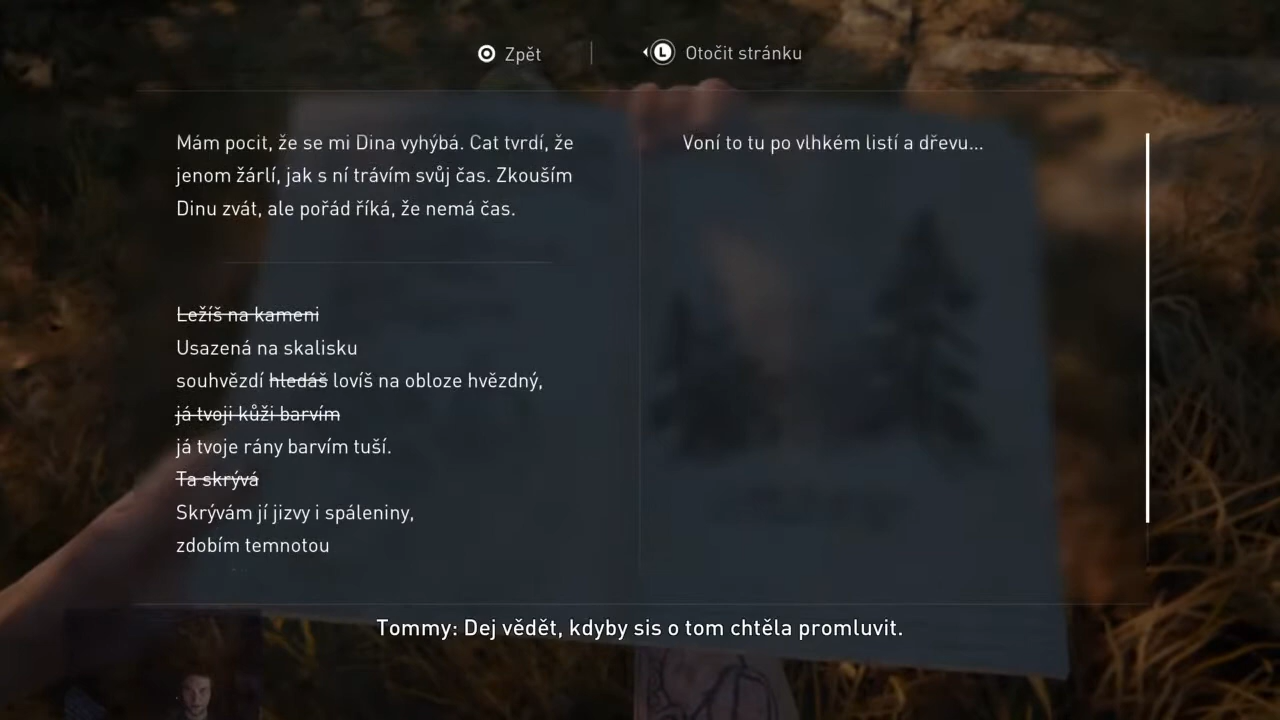 Zpět
Otočit stránku
Mám pocit, že se mi Dina vyhýbá. Cat tvrdí, že
jenom žárlí, jak s ní trávím svůj čas. Zkouším
Dinu zvát, ale pořád říká, že nemá čas.
Ležíš na kameni
Usazená na skalisku
souhvězdí hledáš lovíš na obloze hvězdný,
já tvoji kůži barvím
já tvoje rány barvím tuší.
Ta skrývá
Skrývám jí jizvy i spáleniny,
zdobím temnotou
Voní to tu po vlhkém listí a dřevu...
Tommy: Dej vědět, kdyby sis o tom chtěla promluvit.